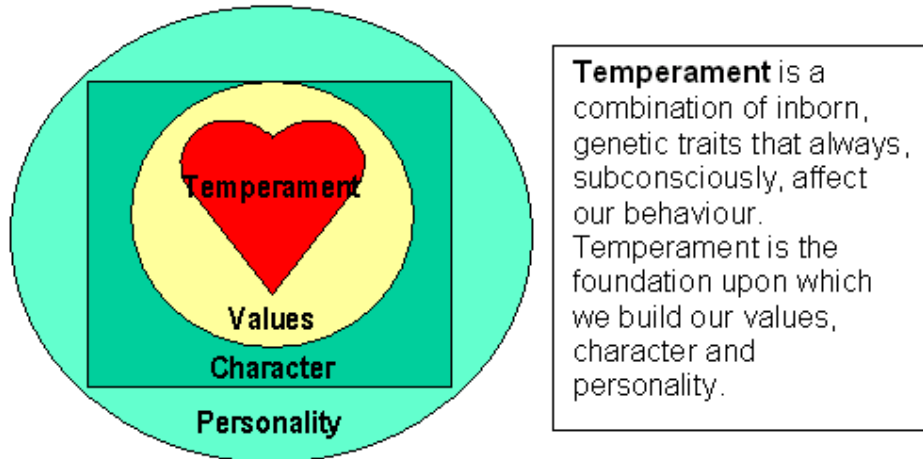 Temperament
Values
Character
Personality
Temperament is a
combination of inborn,
genetic traits that always,
subconsciously, affect
our behaviour.
Temperament is the
foundation upon which
we build our values,
character and
personality.